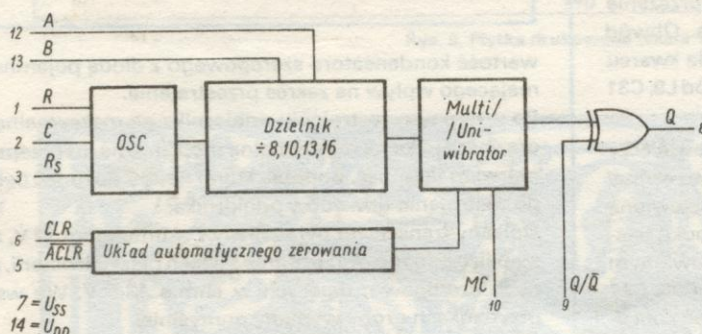 12 A
13 B
1 R
2 C
3 Rs
OSC
Dzielnik
÷ 8,10,13,16
Multi/
/Uni-
wibrator
Q 8
6 CLR
5 ACLR
Układ automatycznego zerowania
MC
10
Q/Q̅
9
7 = USS
14 = UDD